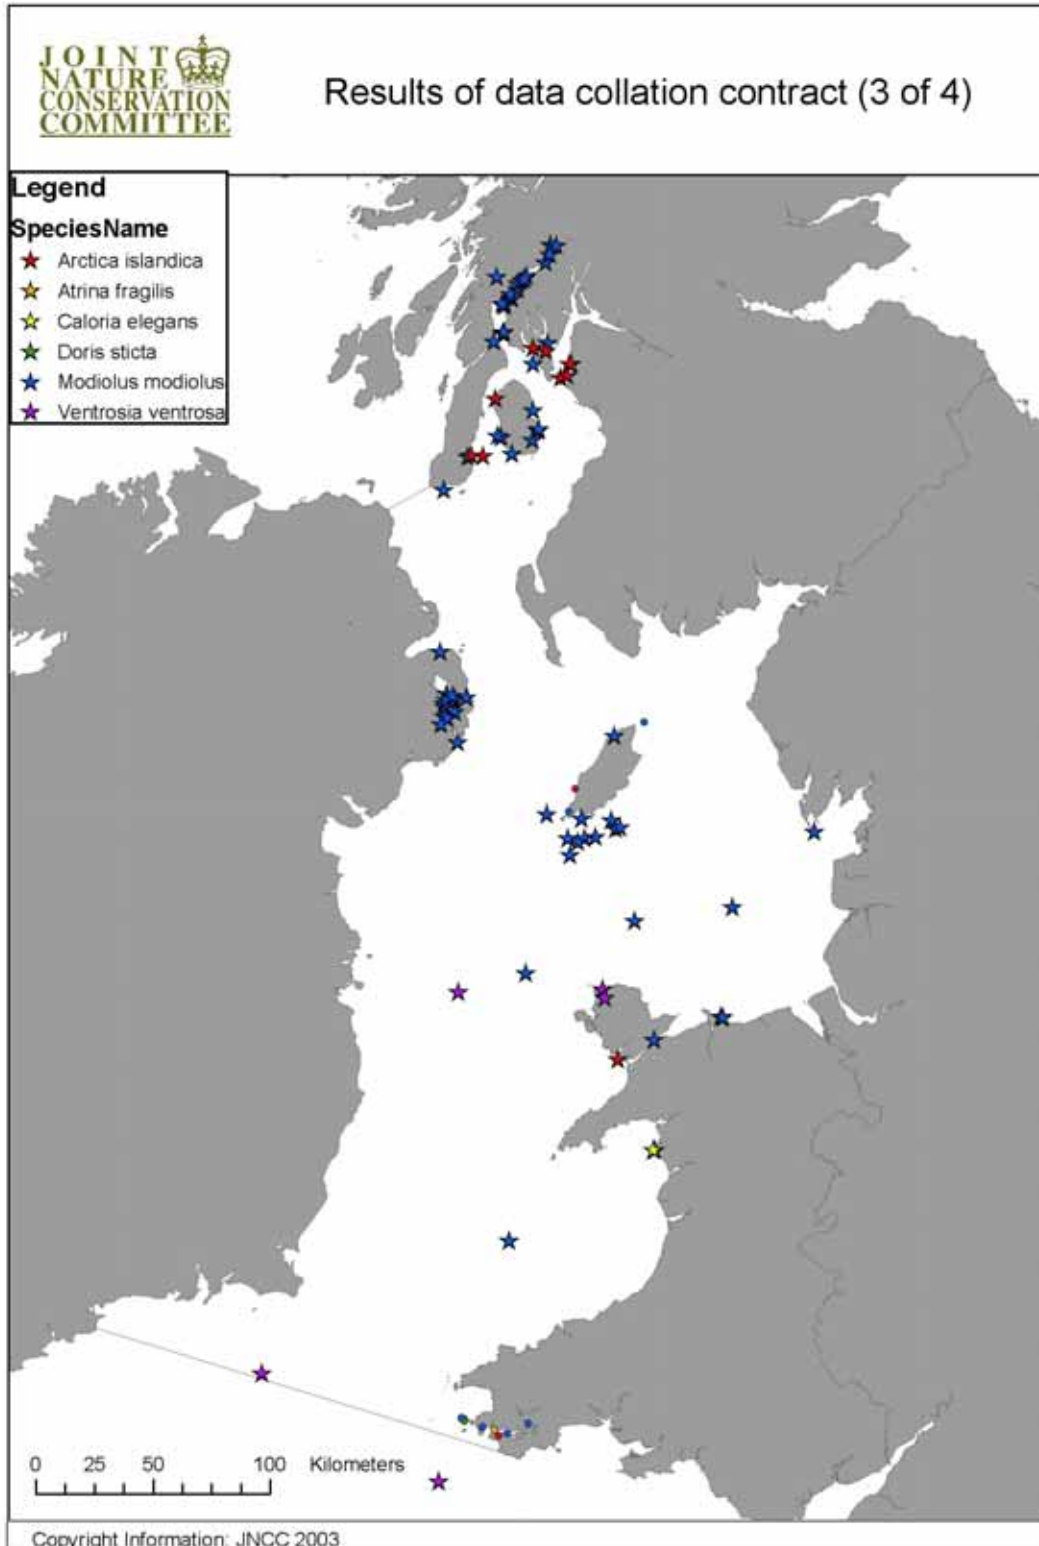 JOINT
NATURE
CONSERVATION
COMMITTEE
Results of data collation contract (3 of 4)
Legend
SpeciesName
Arctica islandica
Atrina fragilis
Caloria elegans
Doris sticta
Modiolus modiolus
Ventrosia ventrosa
0 25 50 100 Kilometers
Copyright Information: JNCC 2003